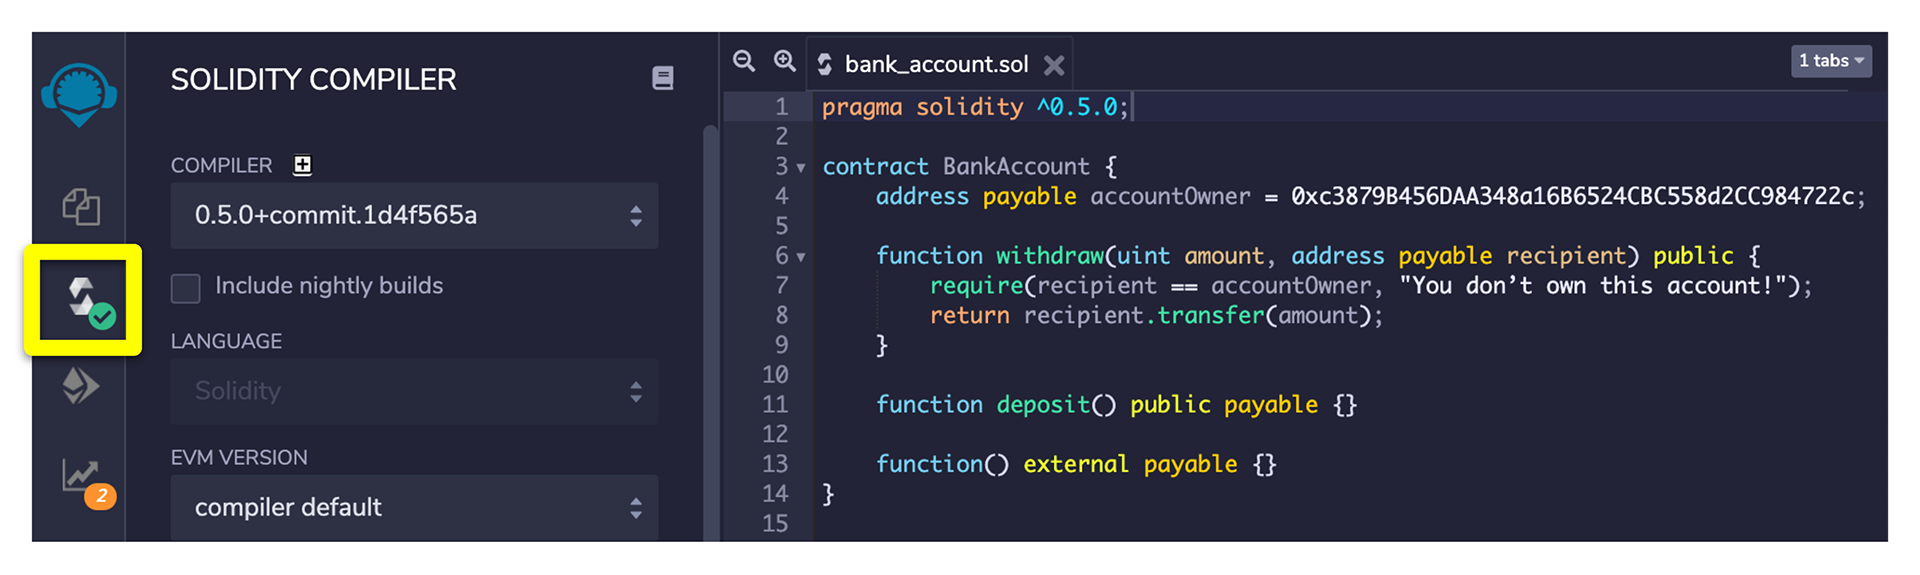 SOLIDITY COMPILER
COMPILER
0.5.0+commit.1d4f565a
Include nightly builds
LANGUAGE
Solidity
EVM VERSION
compiler default
2
bank_account.sol
1 tabs
1 pragma solidity ^0.5.0;
2
3 contract BankAccount {
4 address payable accountOwner = 0xc3879B456DAA348a16B6524CBC558d2CC984722c;
5
6 function withdraw(uint amount, address payable recipient) public {
7 require(recipient == accountOwner, "You don’t own this account!");
8 return recipient.transfer(amount);
9 }
10
11 function deposit() public payable {}
12
13 function() external payable {}
14 }
15